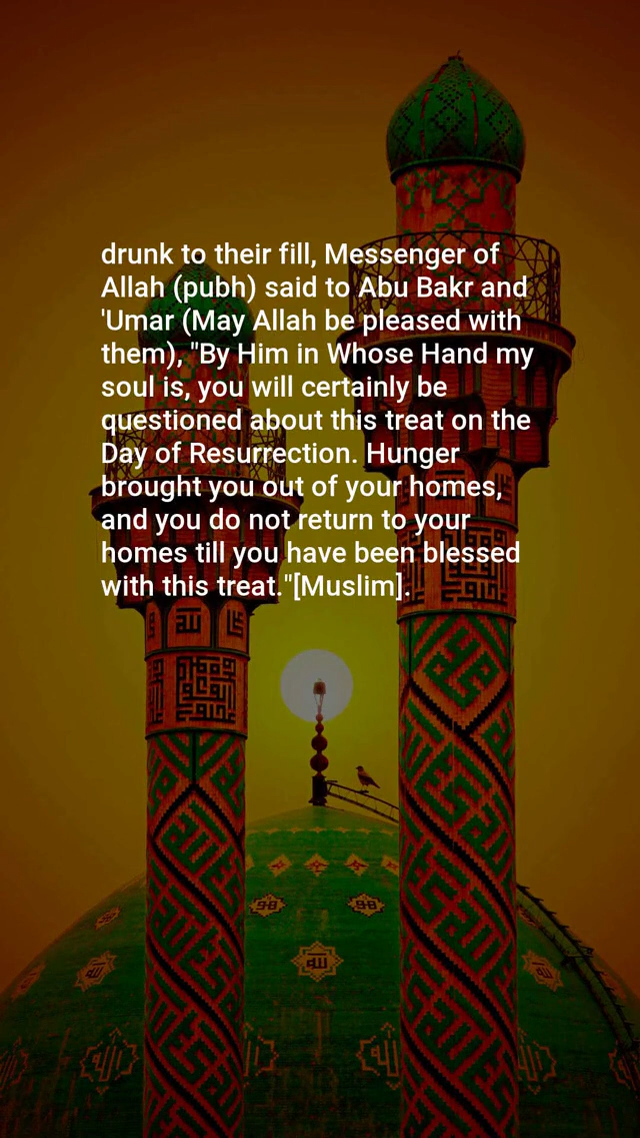 drunk to their fill, Messenger of
Allah (pubh) said to Abu Bakr and
'Umar (May Allah be pleased with
them), "By Him in Whose Hand my
soul is, you will certainly be
questioned about this treat on the
Day of Resurrection. Hunger
brought you out of your homes,
and you do not return to your
homes till you have been blessed
with this treat."[Muslim].
الله
الله